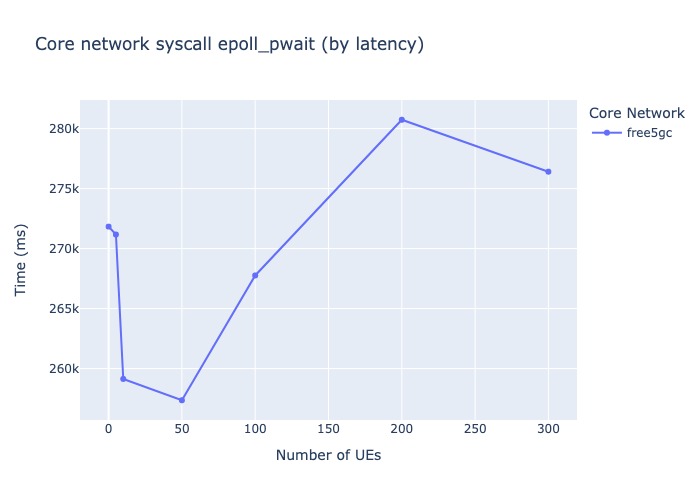 Core network syscall epoll_pwait (by latency)
Core Network
free5gc
280k
275k
270k
265k
260k
Time (ms)
0 50 100 150 200 250 300
Number of UEs